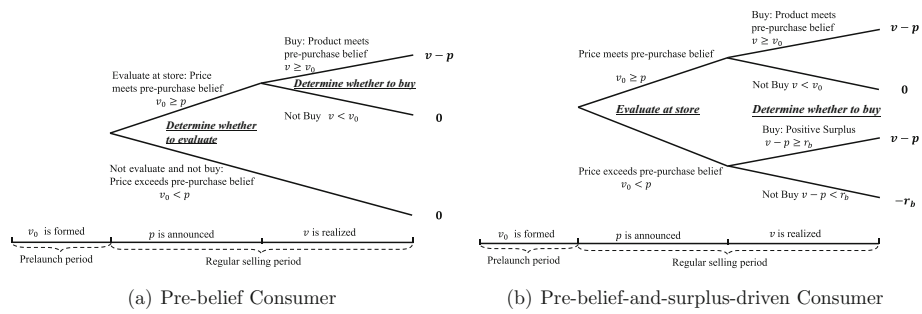 Buy: Product meets
pre-purchase belief
v ≥ v₀
v − p
Evaluate at store: Price
meets pre-purchase belief
v₀ ≥ p
Determine whether to buy
Determine whether
to evaluate
Not Buy v < v₀
0
Not evaluate and not buy:
Price exceeds pre-purchase belief
v₀ < p
0
v₀ is formed
p is announced
v is realized
Prelaunch period
Regular selling period
(a) Pre-belief Consumer
Buy: Product meets
pre-purchase belief
v ≥ v₀
v − p
Price meets pre-purchase belief
v₀ ≥ p
Not Buy v < v₀
0
Evaluate at store
Determine whether to buy
Buy: Positive Surplus
v − p ≥ r_b
v − p
Price exceeds pre-purchase belief
v₀ < p
Not Buy v − p < r_b
−r_b
v₀ is formed
p is announced
v is realized
Prelaunch period
Regular selling period
(b) Pre-belief-and-surplus-driven Consumer